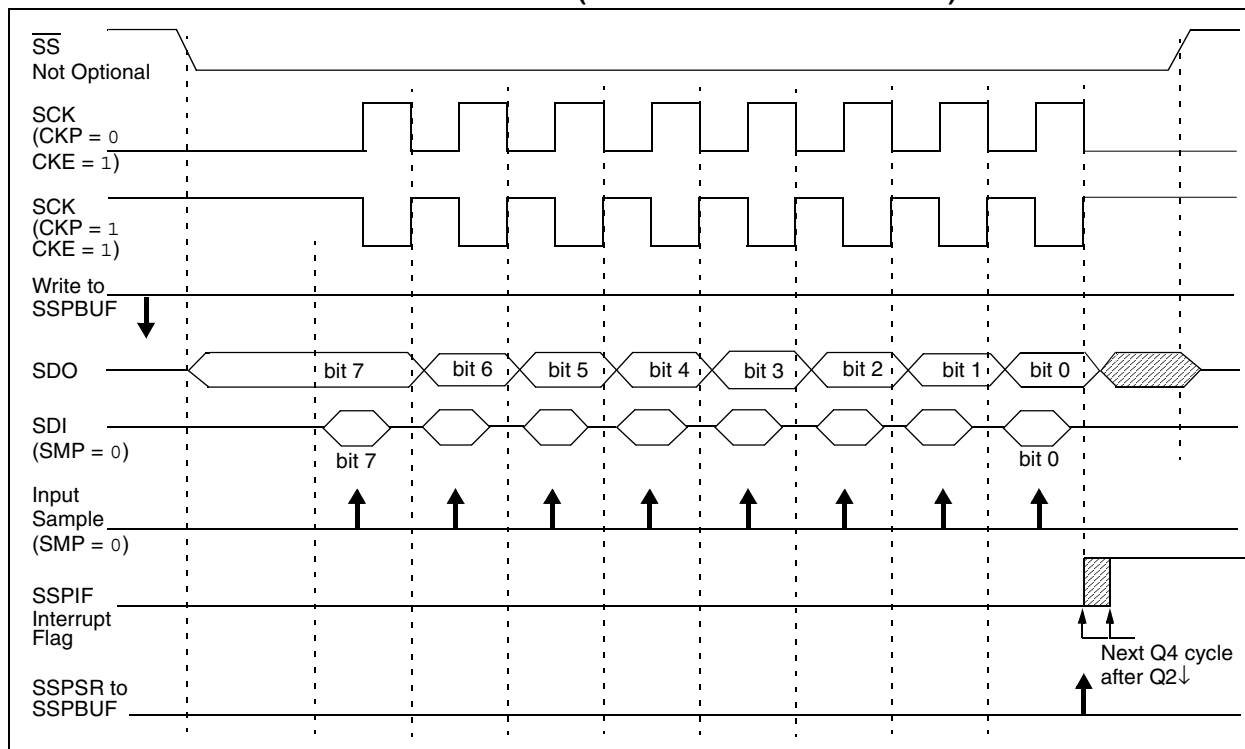 SS
Not Optional
SCK
(CKP = 0
CKE = 1)
SCK
(CKP = 1
CKE = 1)
Write to
SSPBUF
SDO
bit 7
bit 6
bit 5
bit 4
bit 3
bit 2
bit 1
bit 0
SDI
(SMP = 0)
bit 7
bit 0
Input
Sample
(SMP = 0)
SSPIF
Interrupt
Flag
Next Q4 cycle
after Q2↓
SSPSR to
SSPBUF